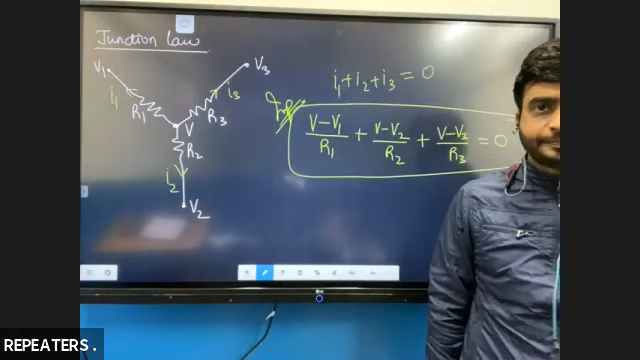 Junction law
V₁
V₃
i₁
i₃
R₁
R₃
V
R₂
i₂
V₂
i₁+i₂+i₃=0
(V-V₁)/R₁ + (V-V₂)/R₂ + (V-V₃)/R₃ = 0
REPEATERS.